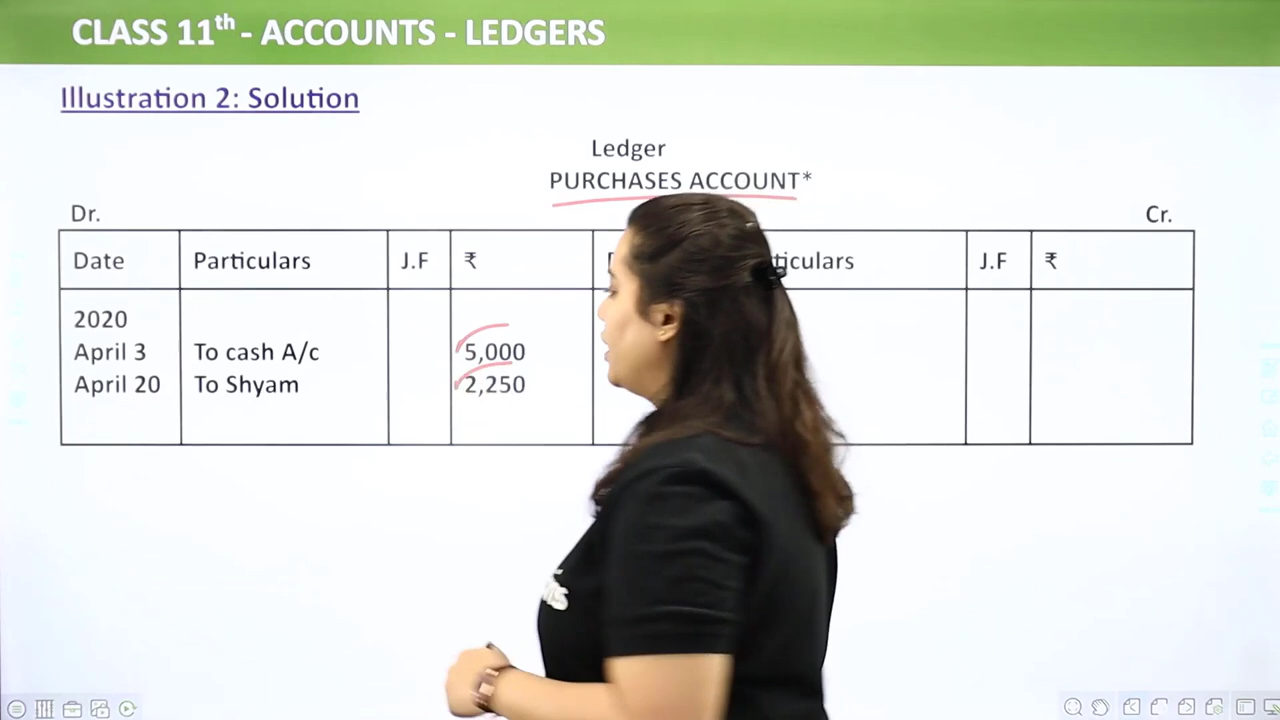 CLASS 11th - ACCOUNTS - LEDGERS
Illustration 2: Solution
Ledger
PURCHASES ACCOUNT*
Dr. Cr.
Date Particulars J.F ₹ J.F ₹
2020
April 3 To cash A/c 5,000
April 20 To Shyam 2,250